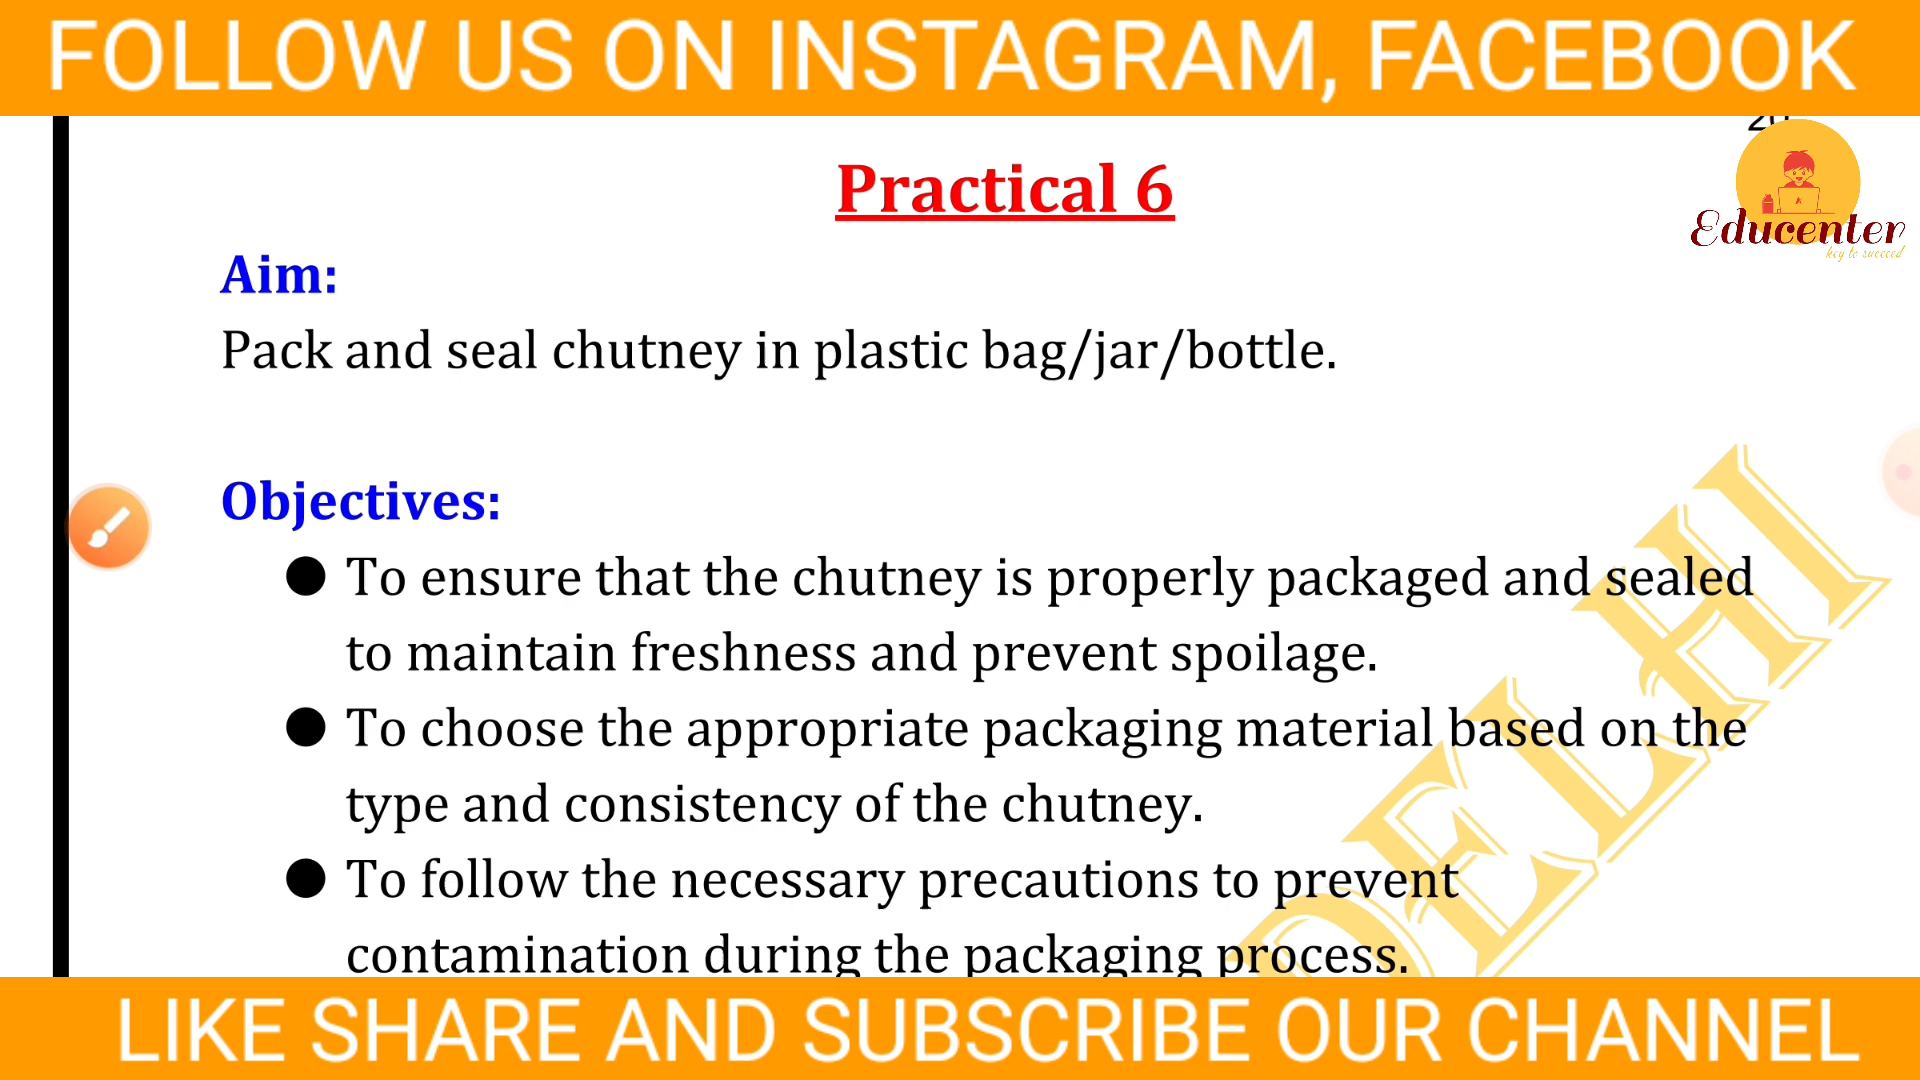 FOLLOW US ON INSTAGRAM, FACEBOOK
Practical 6
Educenter
key to succeed
Aim:
Pack and seal chutney in plastic bag/jar/bottle.
Objectives:
● To ensure that the chutney is properly packaged and sealed
to maintain freshness and prevent spoilage.
● To choose the appropriate packaging material based on the
type and consistency of the chutney.
● To follow the necessary precautions to prevent
contamination during the packaging process.
DELHI
LIKE SHARE AND SUBSCRIBE OUR CHANNEL